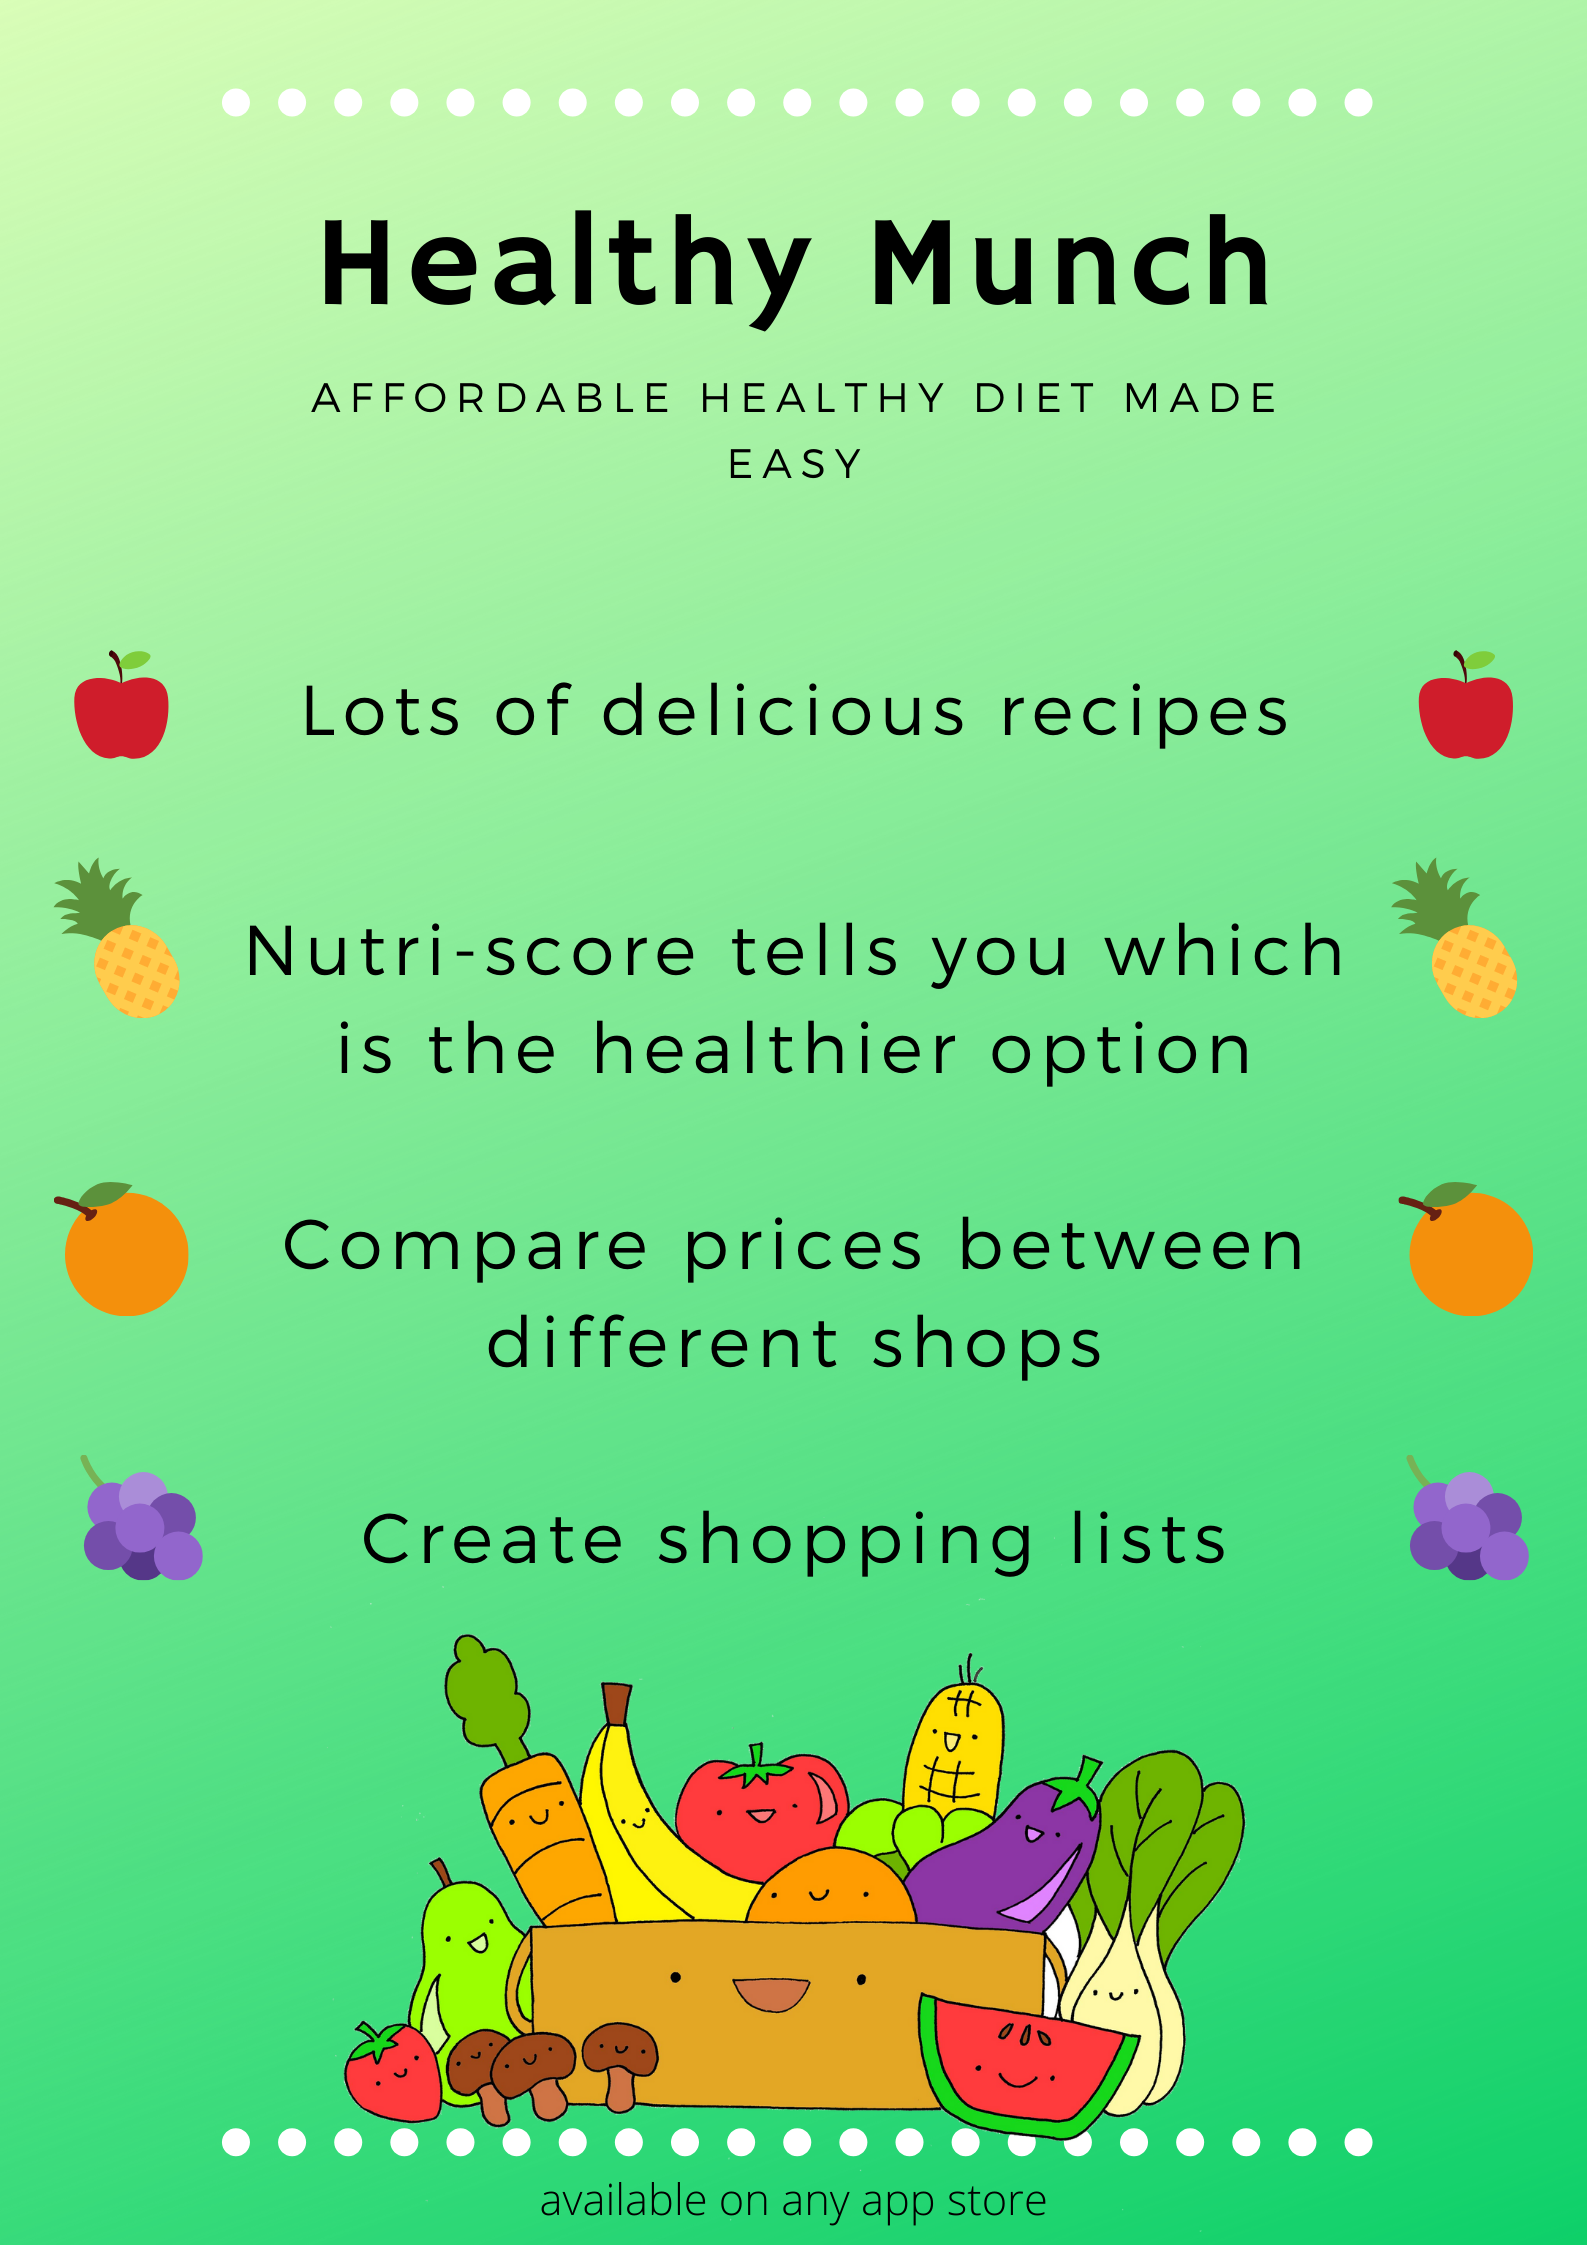 Healthy Munch
AFFORDABLE HEALTHY DIET MADE
EASY
Lots of delicious recipes
Nutri-score tells you which
is the healthier option
Compare prices between
different shops
Create shopping lists
available on any app store